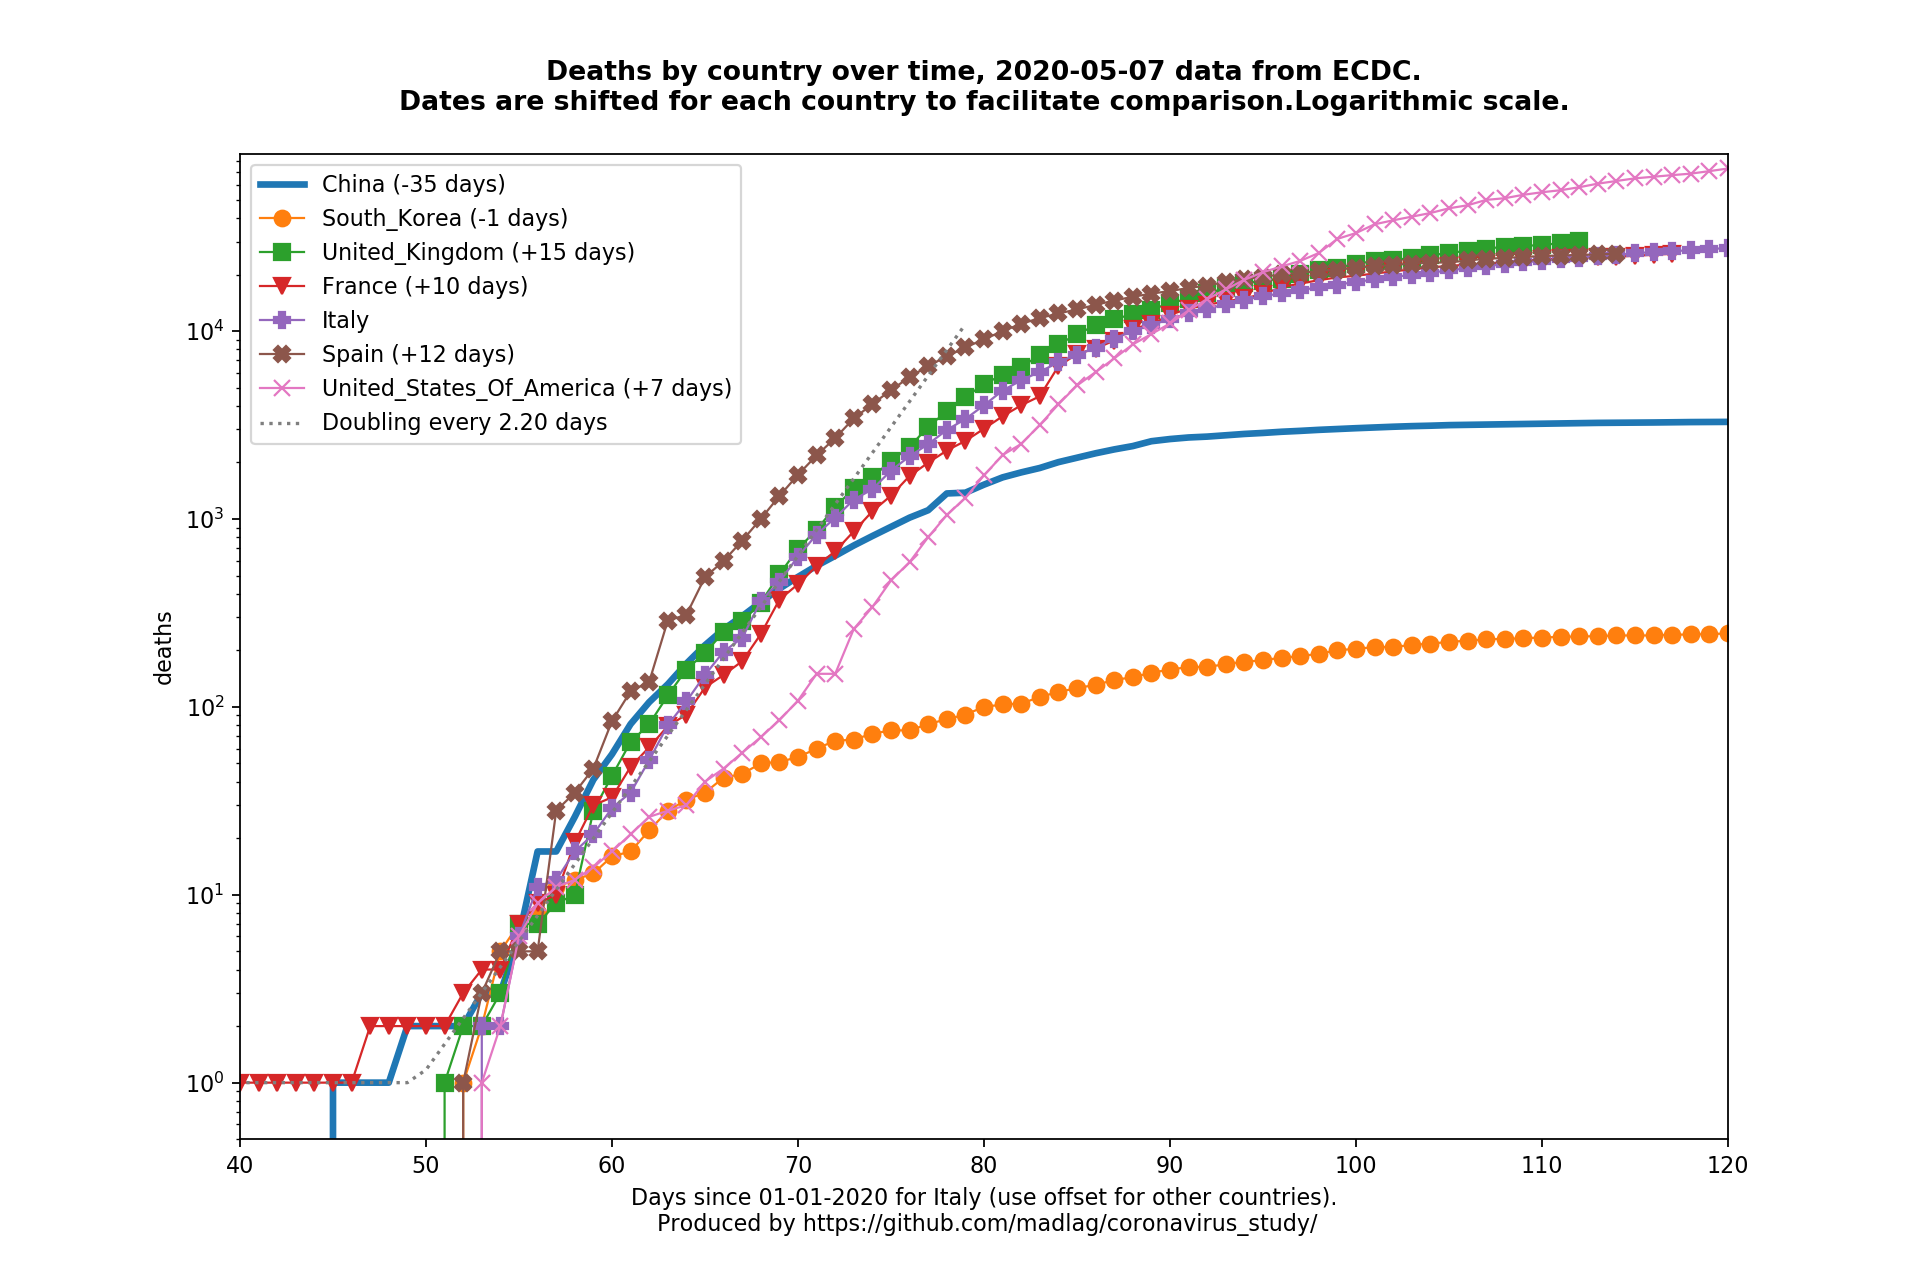 Deaths by country over time, 2020-05-07 data from ECDC.
Dates are shifted for each country to facilitate comparison.Logarithmic scale.
China (-35 days)
South_Korea (-1 days)
United_Kingdom (+15 days)
France (+10 days)
Italy
Spain (+12 days)
United_States_Of_America (+7 days)
Doubling every 2.20 days
deaths
10⁴
10³
10²
10¹
10⁰
40 50 60 70 80 90 100 110 120
Days since 01-01-2020 for Italy (use offset for other countries).
Produced by https://github.com/madlag/coronavirus_study/